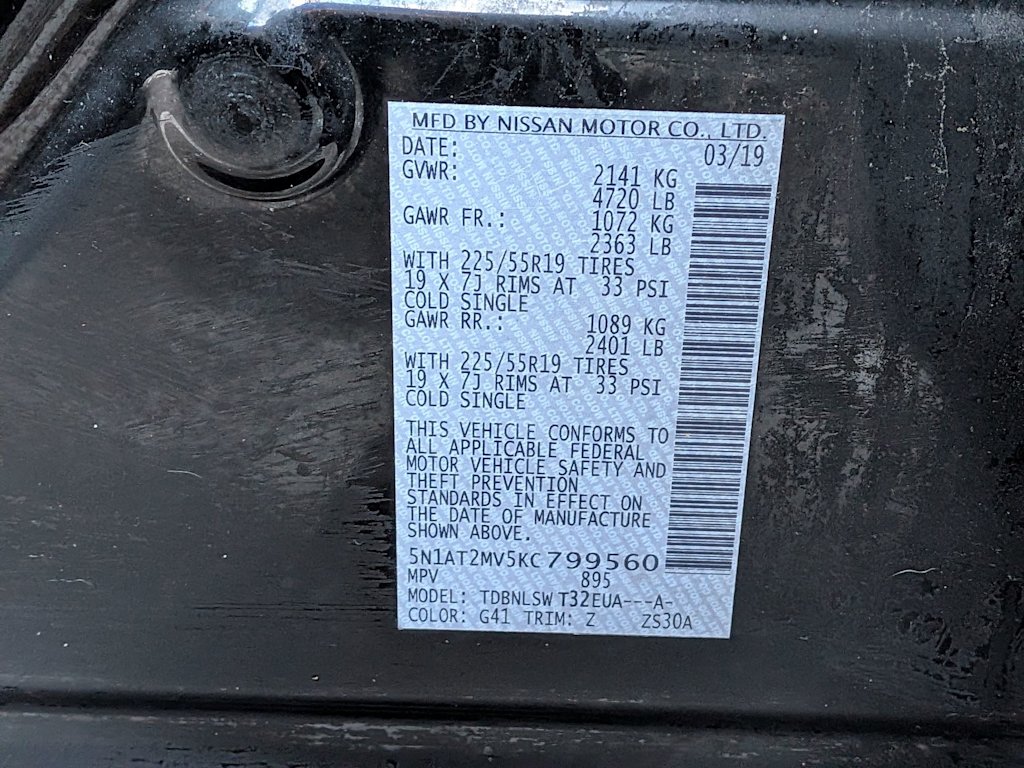 MFD BY NISSAN MOTOR CO., LTD.
DATE: 03/19
GVWR: 2141 KG
4720 LB
GAWR FR.: 1072 KG
2363 LB
WITH 225/55R19 TIRES
19 X 7J RIMS AT 33 PSI
COLD SINGLE
GAWR RR.: 1089 KG
2401 LB
WITH 225/55R19 TIRES
19 X 7J RIMS AT 33 PSI
COLD SINGLE
THIS VEHICLE CONFORMS TO
ALL APPLICABLE FEDERAL
MOTOR VEHICLE SAFETY AND
THEFT PREVENTION
STANDARDS IN EFFECT ON
THE DATE OF MANUFACTURE
SHOWN ABOVE.
5N1AT2MV5KC799560
MPV 895
MODEL: TDBNLSW T32EUA---A-
COLOR: G41 TRIM: Z ZS30A